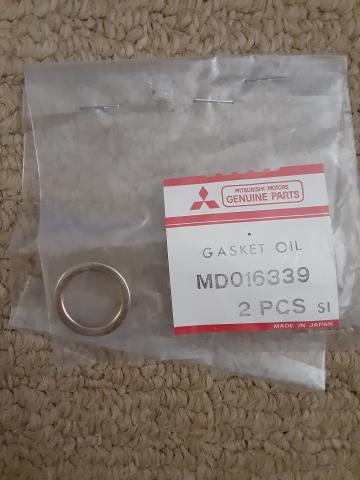 MITSUBISHI MOTORS
GENUINE PARTS
GASKET OIL
MD016339
2 PCS SI
MADE IN JAPAN